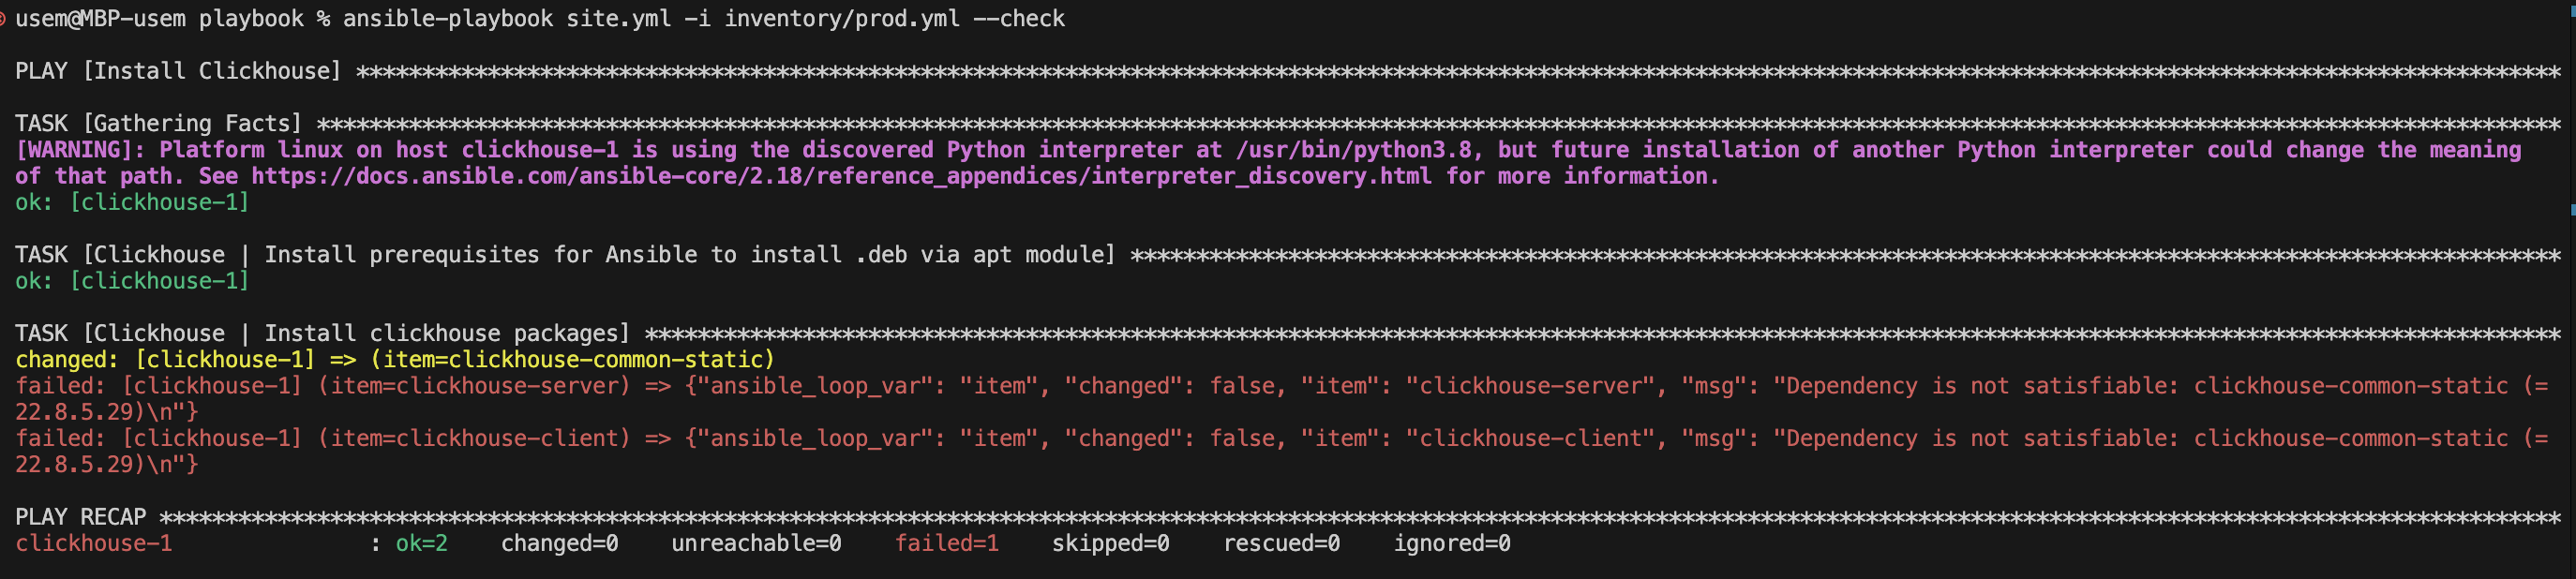 usem@MBP-usem playbook % ansible-playbook site.yml -i inventory/prod.yml --check
PLAY [Install Clickhouse] ************************************************************************************************************************************************************************
TASK [Gathering Facts] ***************************************************************************************************************************************************************************
[WARNING]: Platform linux on host clickhouse-1 is using the discovered Python interpreter at /usr/bin/python3.8, but future installation of another Python interpreter could change the meaning
of that path. See https://docs.ansible.com/ansible-core/2.18/reference_appendices/interpreter_discovery.html for more information.
ok: [clickhouse-1]
TASK [Clickhouse | Install prerequisites for Ansible to install .deb via apt module] *************************************************************************************************************
ok: [clickhouse-1]
TASK [Clickhouse | Install clickhouse packages] **************************************************************************************************************************************************
changed: [clickhouse-1] => (item=clickhouse-common-static)
failed: [clickhouse-1] (item=clickhouse-server) => {"ansible_loop_var": "item", "changed": false, "item": "clickhouse-server", "msg": "Dependency is not satisfiable: clickhouse-common-static (=
22.8.5.29)\n"}
failed: [clickhouse-1] (item=clickhouse-client) => {"ansible_loop_var": "item", "changed": false, "item": "clickhouse-client", "msg": "Dependency is not satisfiable: clickhouse-common-static (=
22.8.5.29)\n"}
PLAY RECAP ***************************************************************************************************************************************************************************************
clickhouse-1               : ok=2    changed=0    unreachable=0    failed=1    skipped=0    rescued=0    ignored=0